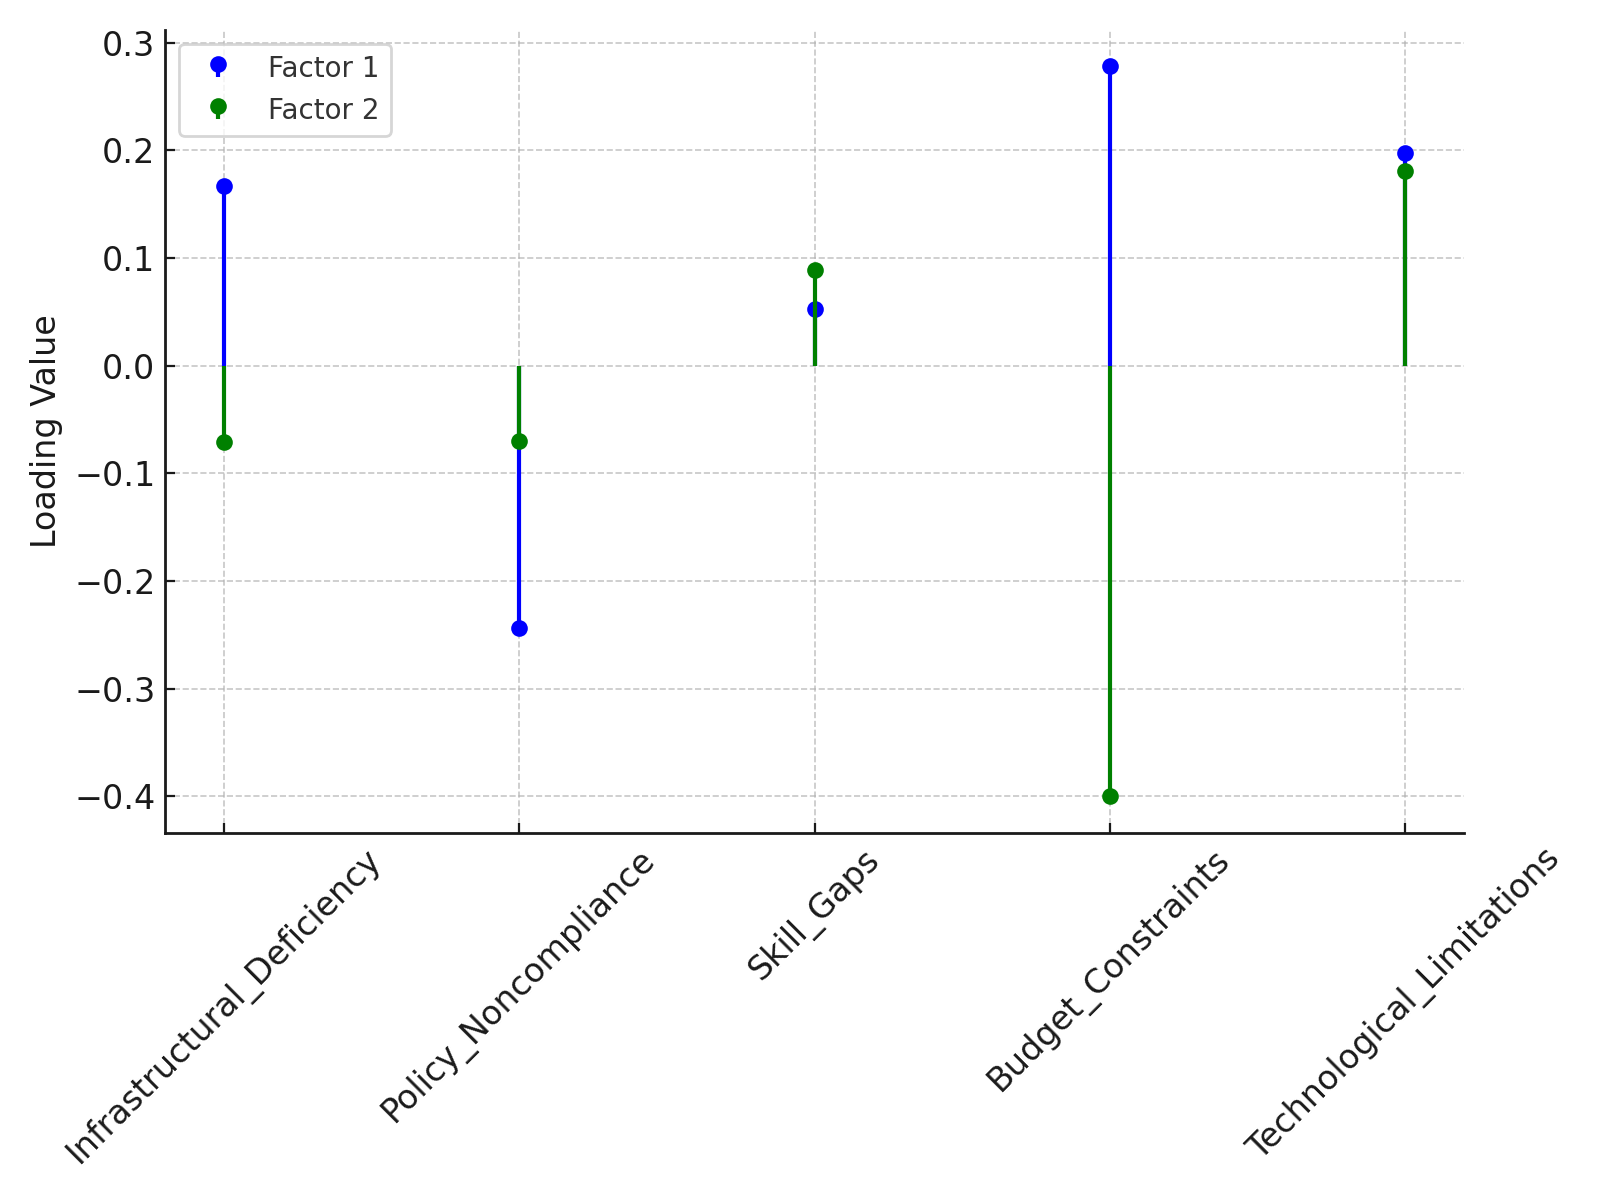 Factor 1
Factor 2
Loading Value
0.3
0.2
0.1
0.0
−0.1
−0.2
−0.3
−0.4
Infrastructural_Deficiency
Policy_Noncompliance
Skill_Gaps
Budget_Constraints
Technological_Limitations